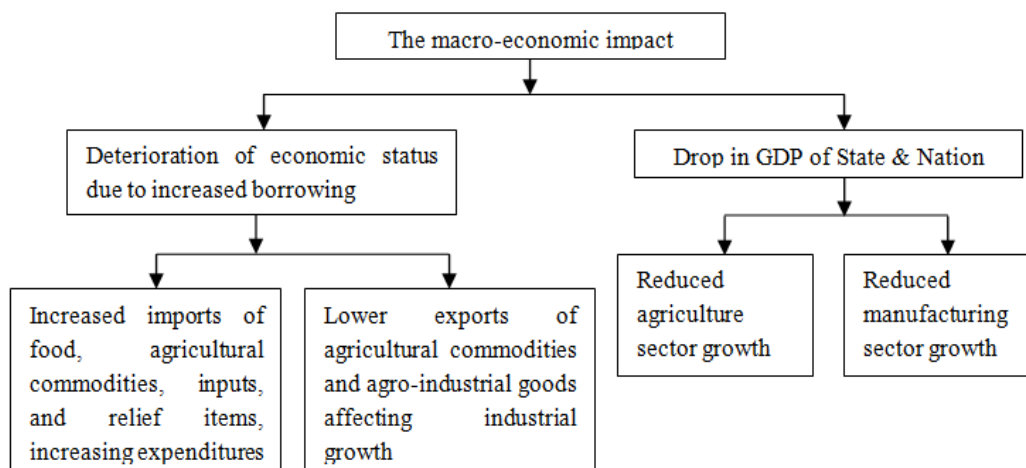 The macro-economic impact
Deterioration of economic status
due to increased borrowing
Drop in GDP of State & Nation
Increased imports of
food, agricultural
commodities, inputs,
and relief items,
increasing expenditures
Lower exports of
agricultural commodities
and agro-industrial goods
affecting industrial
growth
Reduced
agriculture
sector growth
Reduced
manufacturing
sector growth